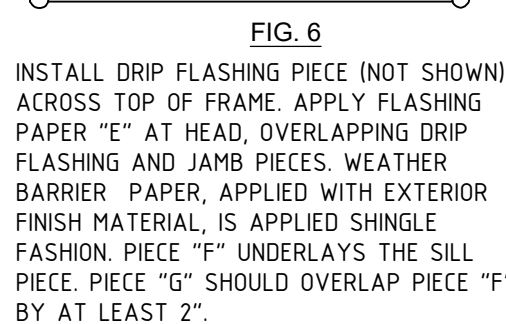 FIG. 6
INSTALL DRIP FLASHING PIECE (NOT SHOWN)
ACROSS TOP OF FRAME. APPLY FLASHING
PAPER "E" AT HEAD, OVERLAPPING DRIP
FLASHING AND JAMB PIECES. WEATHER
BARRIER PAPER, APPLIED WITH EXTERIOR
FINISH MATERIAL, IS APPLIED SHINGLE
FASHION. PIECE "F" UNDERLAYS THE SILL
PIECE. PIECE "G" SHOULD OVERLAP PIECE "F"
BY AT LEAST 2".